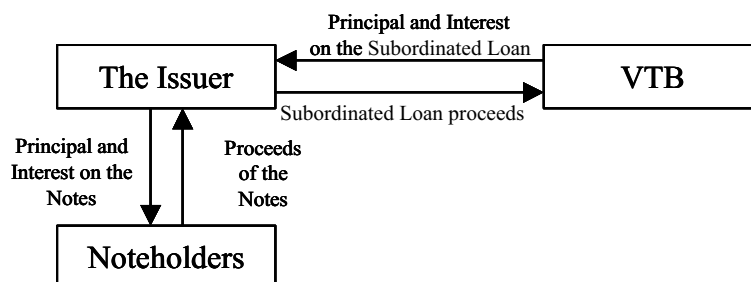 Principal and Interest
on the Subordinated Loan
The Issuer
VTB
Subordinated Loan proceeds
Principal and
Interest on the
Notes
Proceeds
of the
Notes
Noteholders